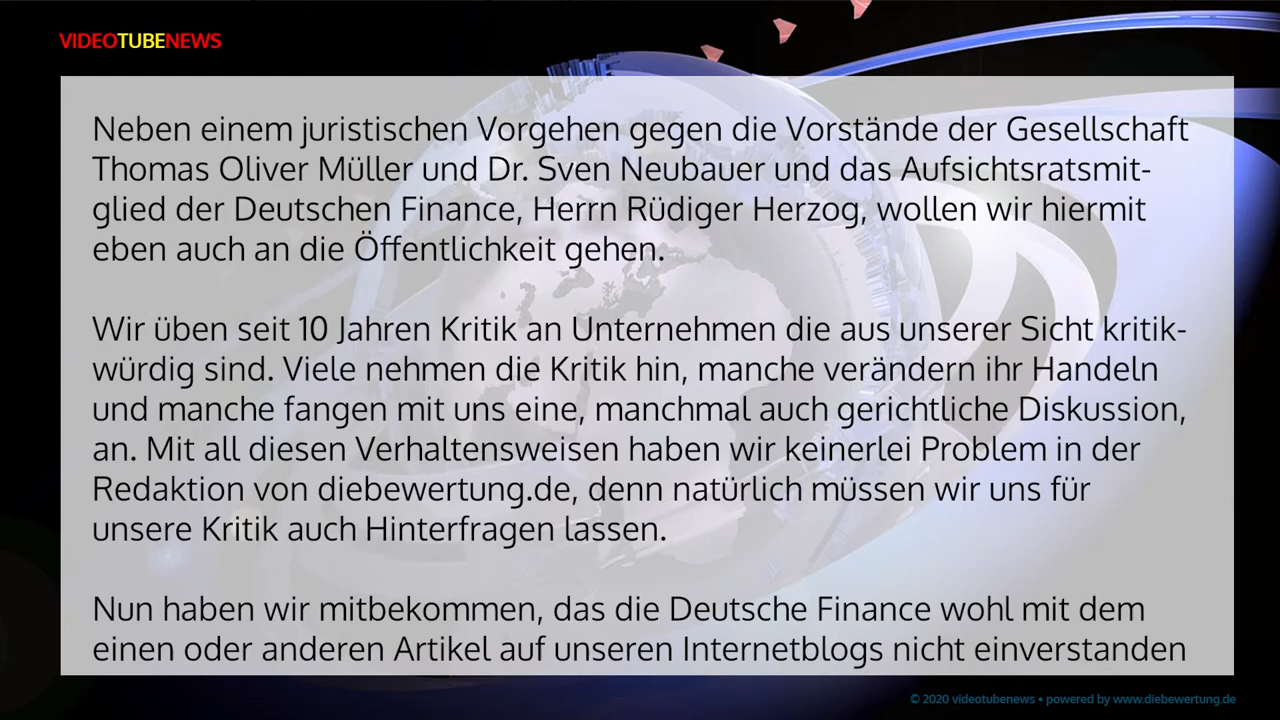 VIDEOTUBENEWS
Neben einem juristischen Vorgehen gegen die Vorstände der Gesellschaft
Thomas Oliver Müller und Dr. Sven Neubauer und das Aufsichtsratsmit-
glied der Deutschen Finance, Herrn Rüdiger Herzog, wollen wir hiermit
eben auch an die Öffentlichkeit gehen.
Wir üben seit 10 Jahren Kritik an Unternehmen die aus unserer Sicht kritik-
würdig sind. Viele nehmen die Kritik hin, manche verändern ihr Handeln
und manche fangen mit uns eine, manchmal auch gerichtliche Diskussion,
an. Mit all diesen Verhaltensweisen haben wir keinerlei Problem in der
Redaktion von diebewertung.de, denn natürlich müssen wir uns für
unsere Kritik auch Hinterfragen lassen.
Nun haben wir mitbekommen, das die Deutsche Finance wohl mit dem
einen oder anderen Artikel auf unseren Internetblogs nicht einverstanden
© 2020 videotubenews • powered by www.diebewertung.de